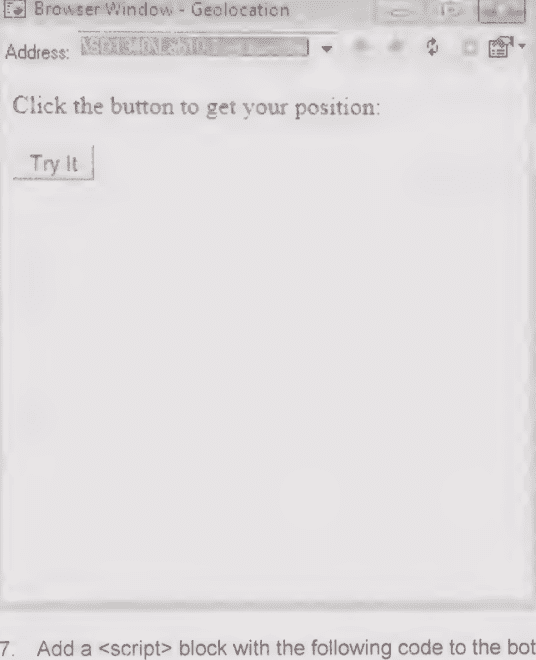 Browser Window - Geolocation
Address:
Click the button to get your position:
Try It
7. Add a <script> block with the following code to the bot